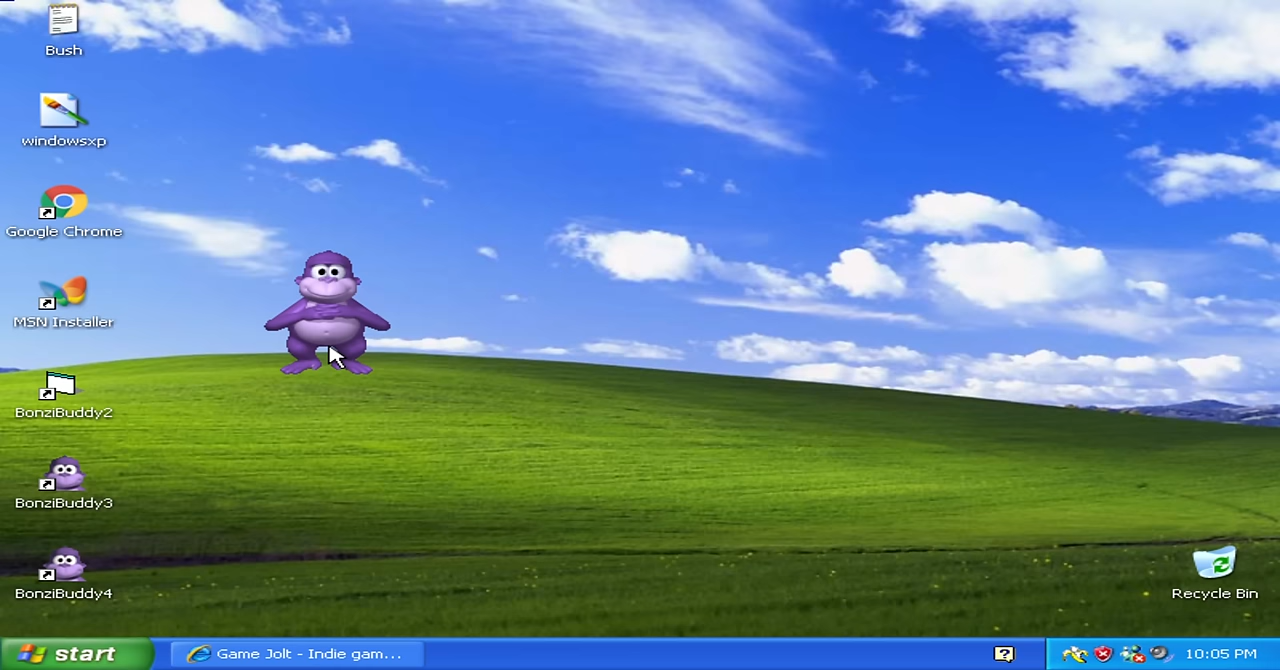 Bush
windowsxp
Google Chrome
MSN Installer
BonziBuddy2
BonziBuddy3
BonziBuddy4
Recycle Bin
start
Game Jolt - Indie gam...
10:05 PM